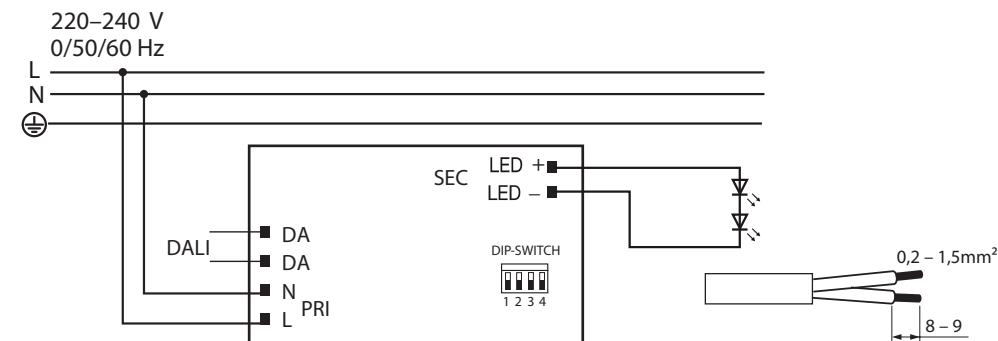 220–240 V
0/50/60 Hz
L
N
SEC
LED +
LED –
DALI
DA
DA
N
PRI
L
DIP-SWITCH
1 2 3 4
0,2 – 1,5mm²
8 – 9